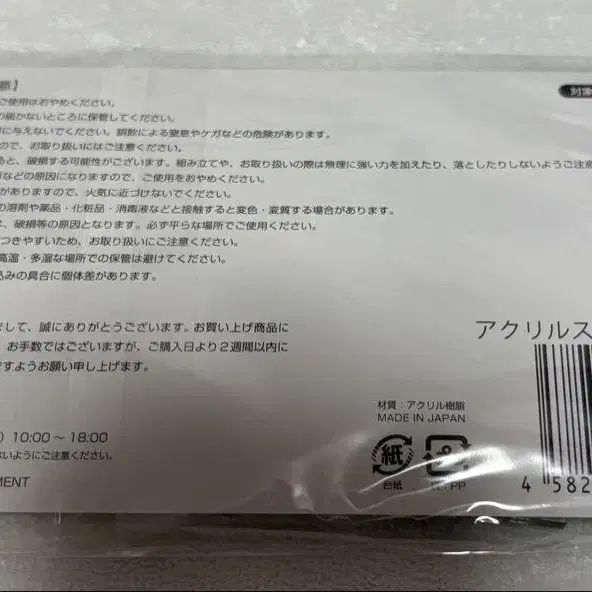 意】
対象
ご使用はおやめください。
の届かないところに保管してください。
に与えないでください。誤飲による窒息やケガなどの危険があります。
ので、お取り扱いにはご注意ください。
ると、破損する可能性がございます。組み立てや、お取り扱いの際は無理に強い力を加えたり、落としたりしないようご注意
などの原因になりますので、ご使用をおやめください。
がありますので、火気に近づけないでください。
の溶剤や薬品・化粧品・消毒液などと接触すると変色・変質する場合があります。
、破損等の原因となります。必ず平らな場所でご使用ください。
つきやすいため、お取り扱いにご注意ください。
高温・多湿な場所での保管は避けてください。
込みの具合に個体差があります。
まして、誠にありがとうございます。お買い上げ商品に
、お手数ではございますが、ご購入日より2週間以内に
ですようお願い申し上げます。
アクリルス
材質：アクリル樹脂
MADE IN JAPAN
) 10:00～18:00
ないようにご注意ください。
紙
台紙
PP
MENT
4 582